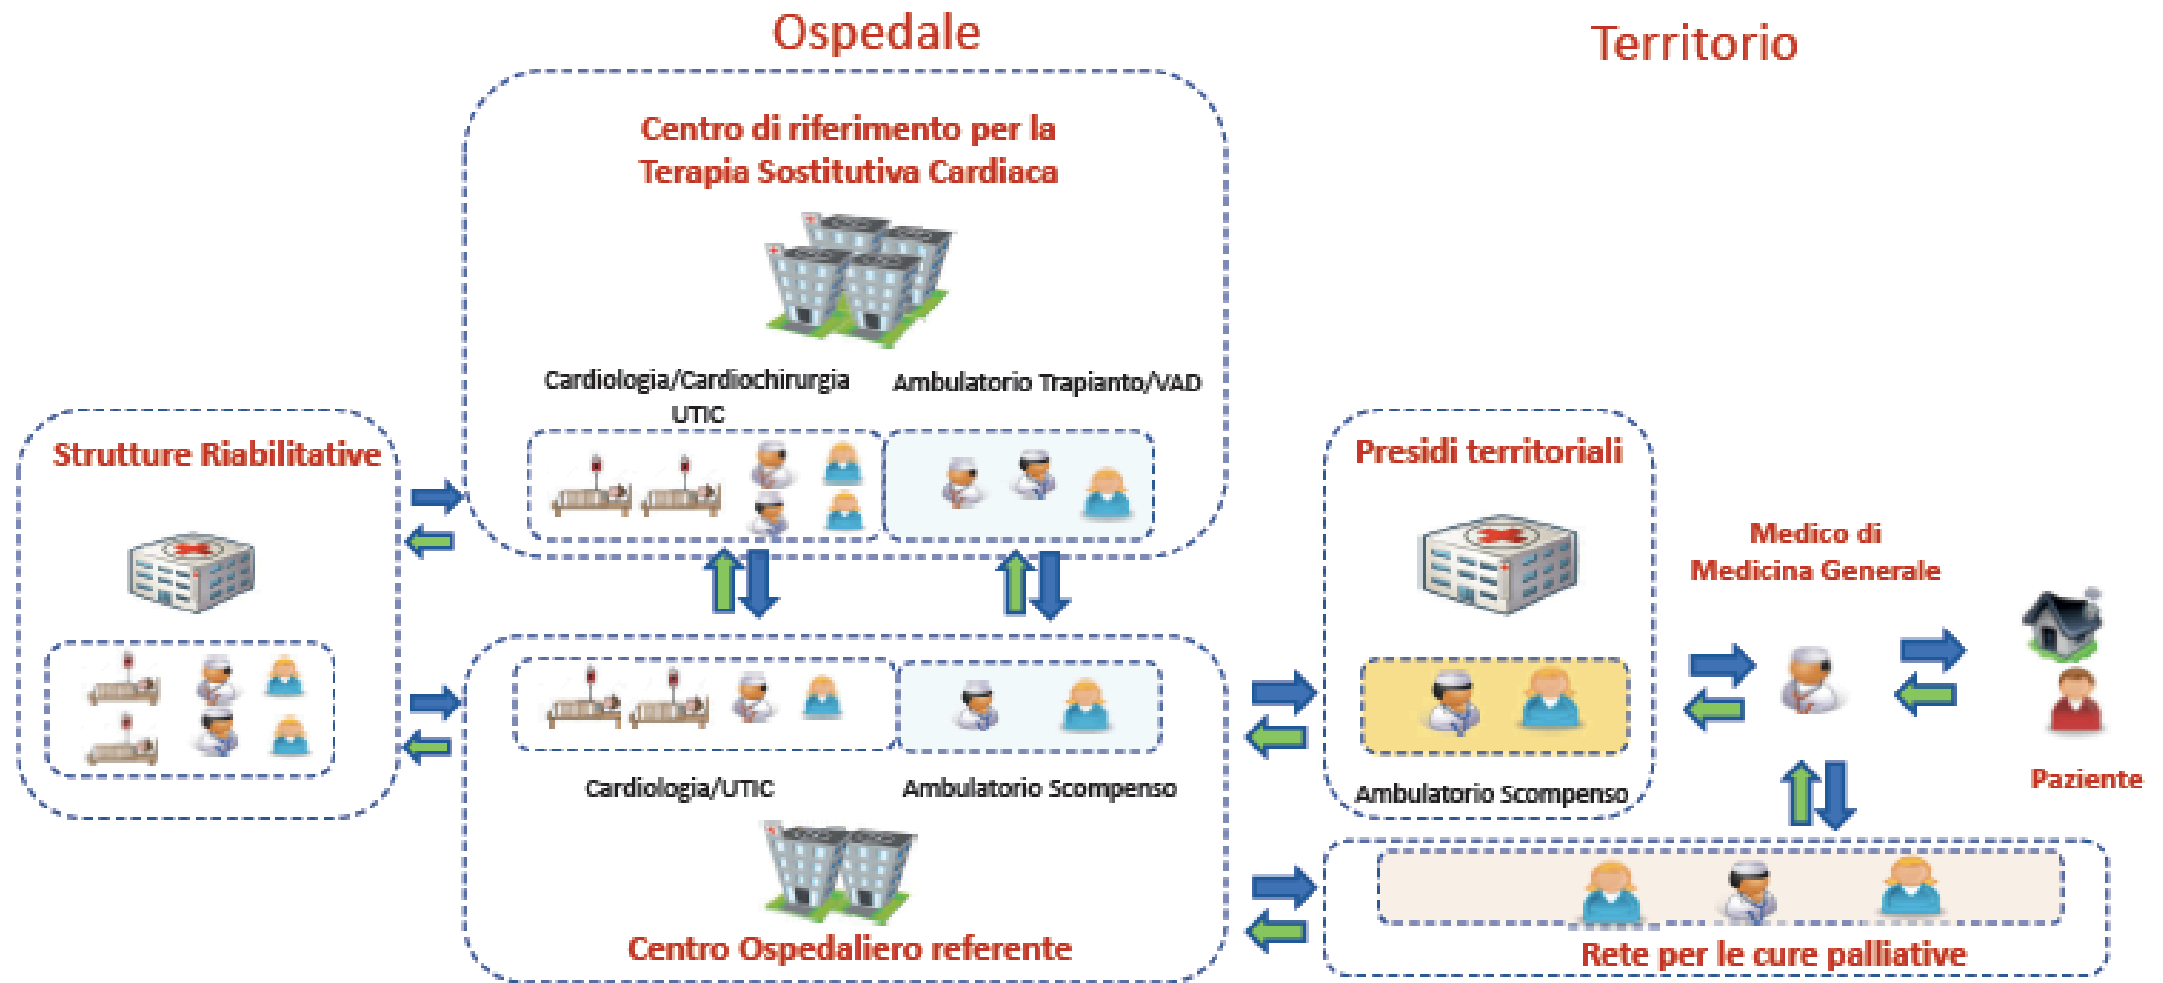 Ospedale
Territorio
Centro di riferimento per la
Terapia Sostitutiva Cardiaca
Cardiologia/Cardiochirurgia
UTIC
Ambulatorio Trapianto/VAD
Strutture Riabilitative
Presidi territoriali
Medico di
Medicina Generale
Paziente
Cardiologia/UTIC
Ambulatorio Scompenso
Ambulatorio Scompenso
Centro Ospedaliero referente
Rete per le cure palliative